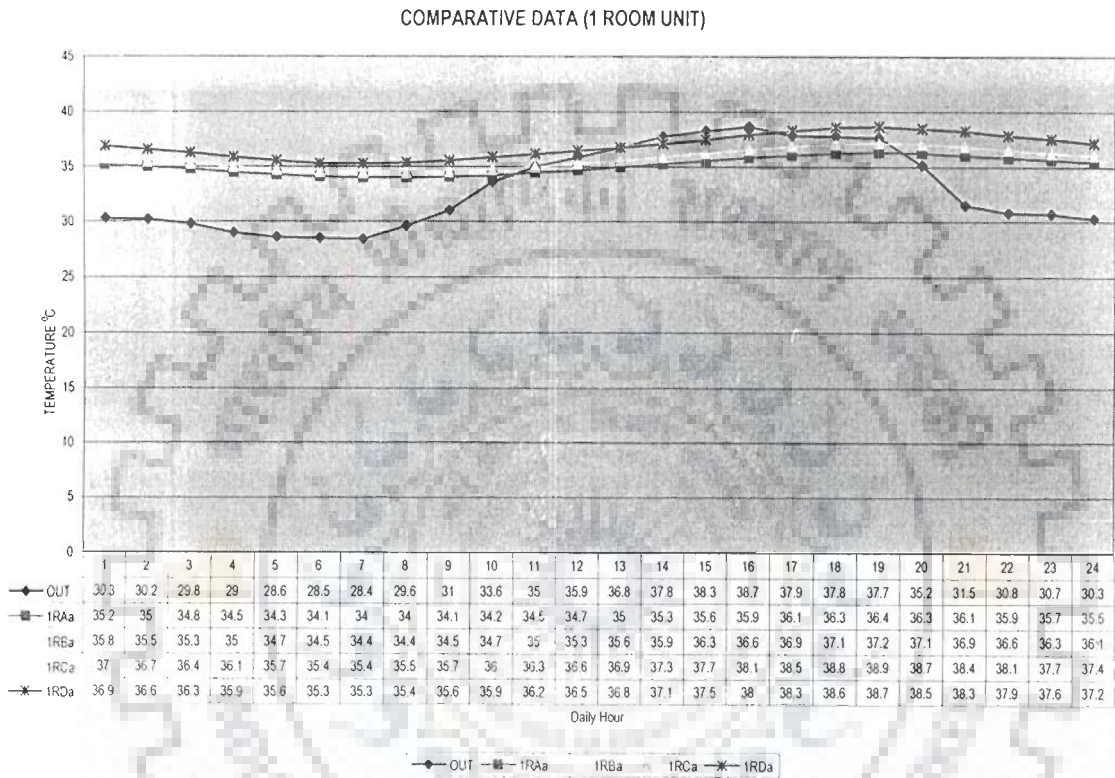 COMPARATIVE DATA (1 ROOM UNIT)
45
40
35
30
25
20
15
10
5
0
TEMPERATURE °C
1 2 3 4 5 6 7 8 9 10 11 12 13 14 15 16 17 18 19 20 21 22 23 24
OUT 30.3 30.2 29.8 29 28.6 28.5 28.4 29.6 31 33.6 35 35.9 36.8 37.8 38.3 38.7 37.9 37.8 37.7 35.2 31.5 30.8 30.7 30.3
1RAa 35.2 35 34.8 34.5 34.3 34.1 34 34 34.1 34.2 34.5 34.7 35 35.3 35.6 35.9 36.1 36.3 36.4 36.3 36.1 35.9 35.7 35.5
1RBa 35.8 35.5 35.3 35 34.7 34.5 34.4 34.4 34.5 34.7 35 35.3 35.6 35.9 36.3 36.6 36.9 37.1 37.2 37.1 36.9 36.6 36.3 36.1
1RCa 37 36.7 36.4 36.1 35.7 35.4 35.4 35.5 35.7 36 36.3 36.6 36.9 37.3 37.7 38.1 38.5 38.8 38.9 38.7 38.4 38.1 37.7 37.4
1RDa 36.9 36.6 36.3 35.9 35.6 35.3 35.3 35.4 35.6 35.9 36.2 36.5 36.8 37.1 37.5 38 38.3 38.6 38.7 38.5 38.3 37.9 37.6 37.2
Daily Hour
OUT 1RAa 1RBa 1RCa 1RDa